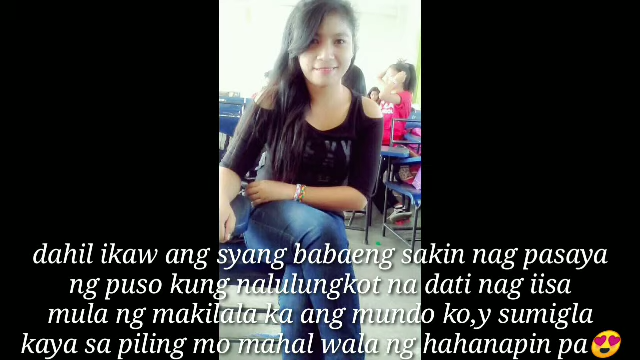 dahil ikaw ang syang babaeng sakin nag pasaya
ng puso kung nalulungkot na dati nag iisa
mula ng makilala ka ang mundo ko,y sumigla
kaya sa piling mo mahal wala ng hahanapin pa😍